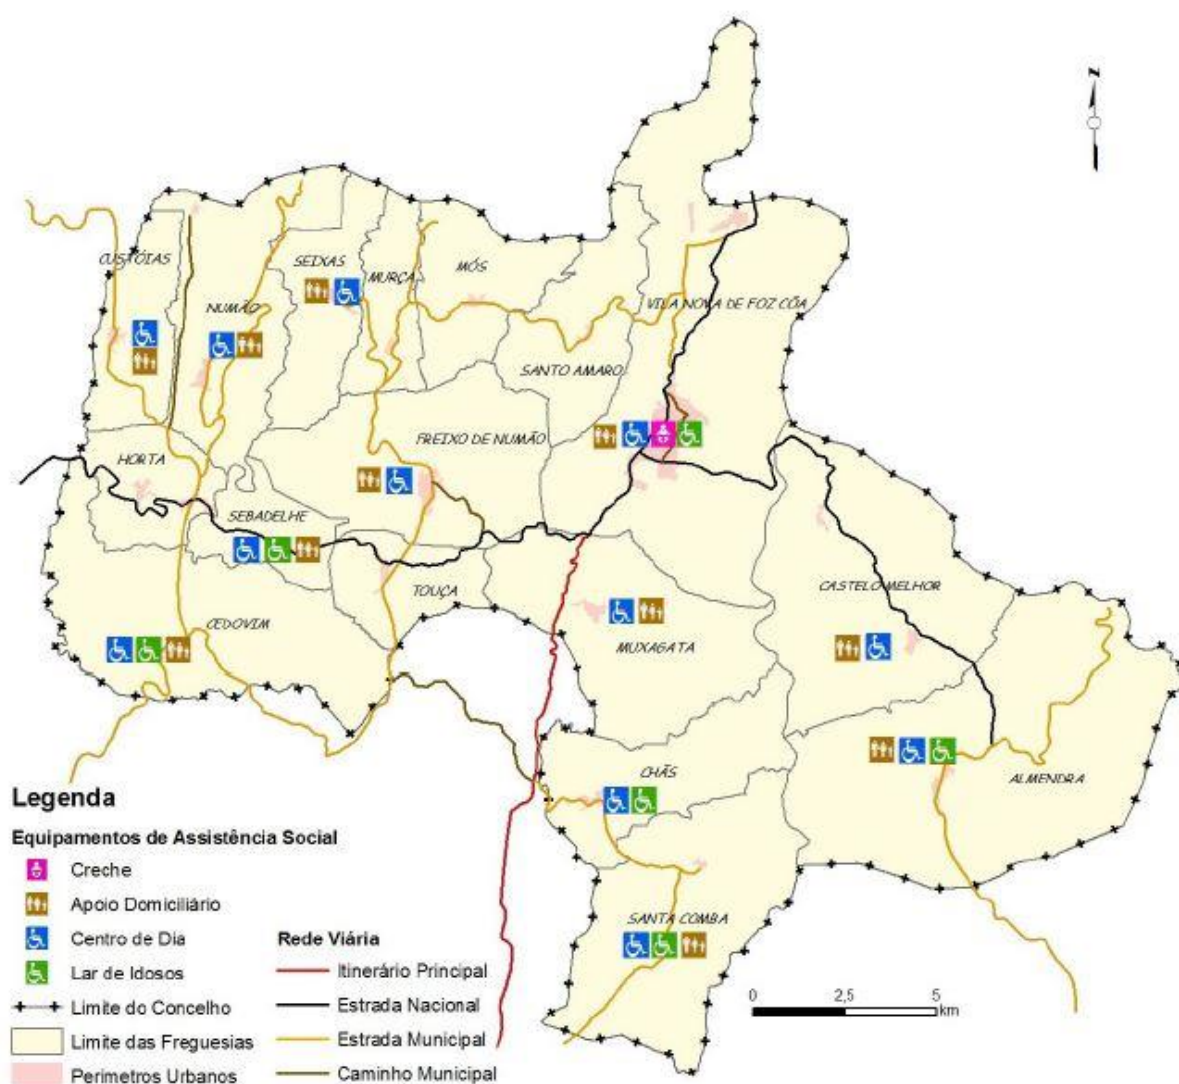 N
CUSTÓIAS
SEIXAS
MURÇA
MÓS
NUMÃO
VILA NOVA DE FOZ CÔA
SANTO AMARO
FREIXO DE NUMÃO
HORTA
SEBADELHE
TOUÇA
CASTELO MELHOR
CEDOVIM
MUXAGATA
CHÃS
ALMENDRA
SANTA COMBA
Legenda
Equipamentos de Assistência Social
Creche
Apoio Domiciliário
Centro de Dia
Lar de Idosos
Limite do Concelho
Limite das Freguesias
Perimetros Urbanos
Rede Viária
Itinerário Principal
Estrada Nacional
Estrada Municipal
Caminho Municipal
0 2,5 5
km